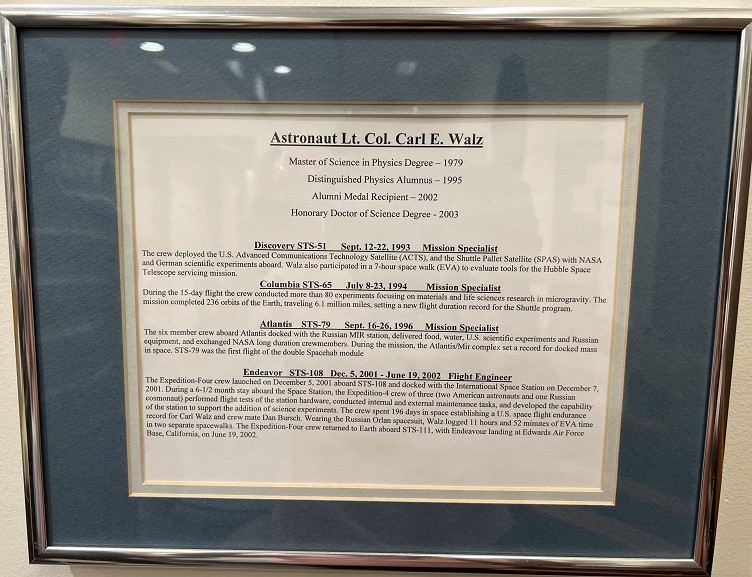 Astronaut Lt. Col. Carl E. Walz
Master of Science in Physics Degree – 1979
Distinguished Physics Alumnus – 1995
Alumni Medal Recipient – 2002
Honorary Doctor of Science Degree - 2003
Discovery STS-51 Sept. 12-22, 1993 Mission Specialist
The crew deployed the U.S. Advanced Communications Technology Satellite (ACTS), and the Shuttle Pallet Satellite (SPAS) with NASA
and German scientific experiments aboard. Walz also participated in a 7-hour space walk (EVA) to evaluate tools for the Hubble Space
Telescope servicing mission.
Columbia STS-65 July 8-23, 1994 Mission Specialist
During the 15-day flight the crew conducted more than 80 experiments focusing on materials and life sciences research in microgravity. The
mission completed 236 orbits of the Earth, traveling 6.1 million miles, setting a new flight duration record for the Shuttle program.
Atlantis STS-79 Sept. 16-26, 1996 Mission Specialist
The six member crew aboard Atlantis docked with the Russian MIR station, delivered food, water, U.S. scientific experiments and Russian
equipment, and exchanged NASA long duration crewmembers. During the mission, the Atlantis/Mir complex set a record for docked mass
in space. STS-79 was the first flight of the double Spacehab module
Endeavor STS-108 Dec. 5, 2001 - June 19, 2002 Flight Engineer
The Expedition-Four crew launched on December 5, 2001 aboard STS-108 and docked with the International Space Station on December 7,
2001. During a 6-1/2 month stay aboard the Space Station, the Expedition-4 crew of three (two American astronauts and one Russian
cosmonaut) performed flight tests of the station hardware, conducted internal and external maintenance tasks, and developed the capability
of the station to support the addition of science experiments. The crew spent 196 days in space establishing a U.S. space flight endurance
record for Carl Walz and crew mate Dan Bursch. Wearing the Russian Orlan spacesuit, Walz logged 11 hours and 52 minutes of EVA time
in two separate spacewalks. The Expedition-Four crew returned to Earth aboard STS-111, with Endeavour landing at Edwards Air Force
Base, California, on June 19, 2002.